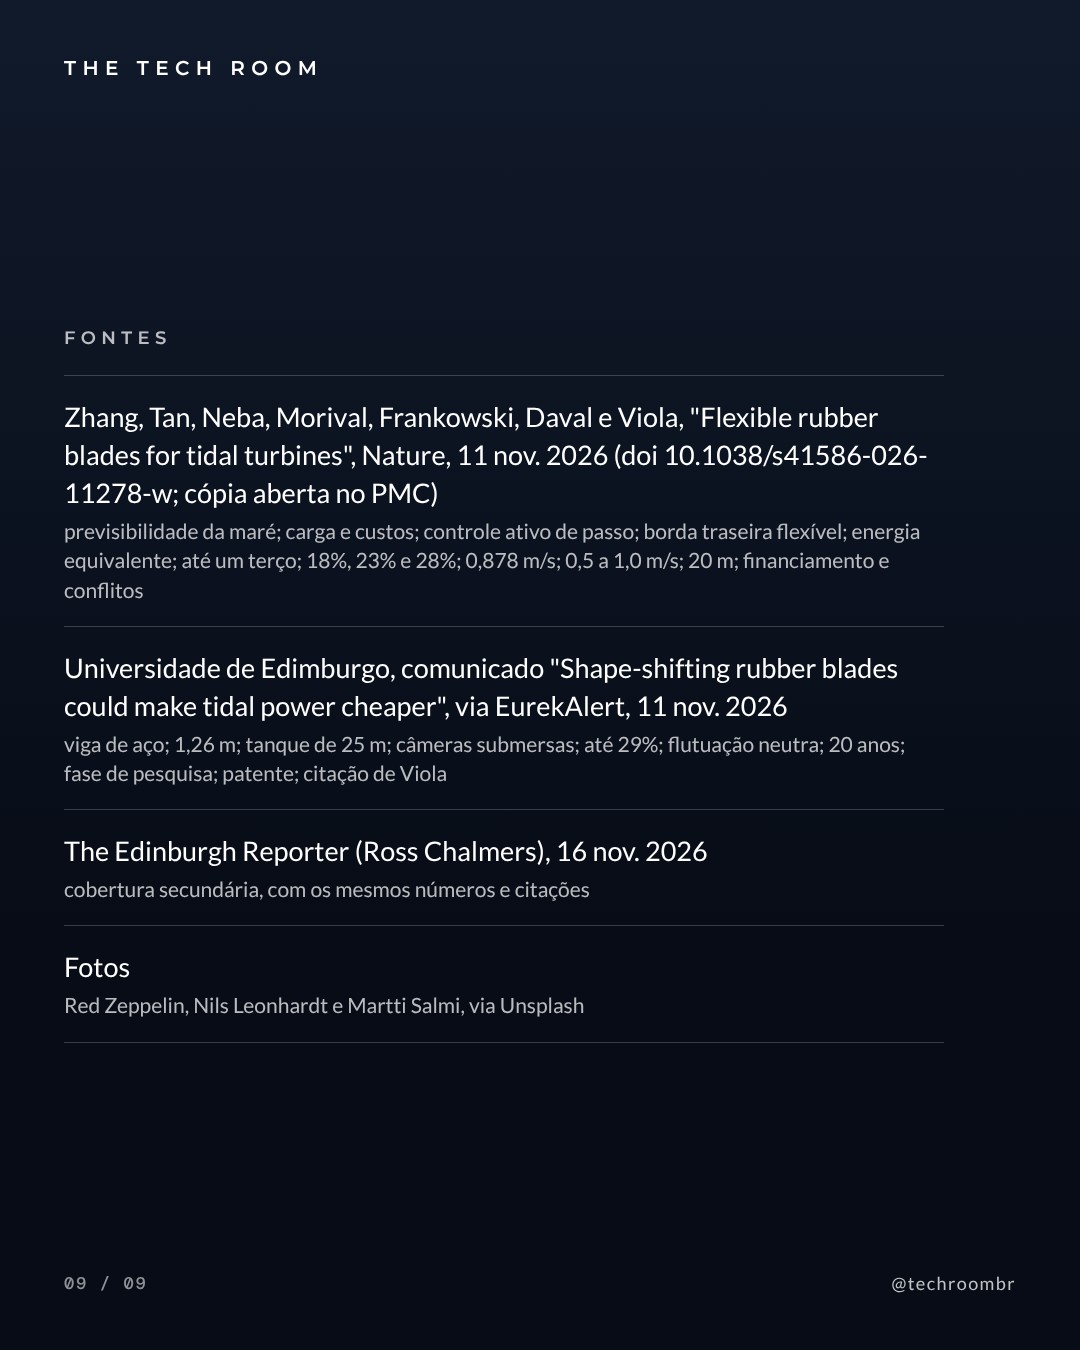 THE TECH ROOM
FONTES
Zhang, Tan, Neba, Morival, Frankowski, Daval e Viola, "Flexible rubber
blades for tidal turbines", Nature, 11 nov. 2026 (doi 10.1038/s41586-026-
11278-w; cópia aberta no PMC)
previsibilidade da maré; carga e custos; controle ativo de passo; borda traseira flexível; energia
equivalente; até um terço; 18%, 23% e 28%; 0,878 m/s; 0,5 a 1,0 m/s; 20 m; financiamento e
conflitos
Universidade de Edimburgo, comunicado "Shape-shifting rubber blades
could make tidal power cheaper", via EurekAlert, 11 nov. 2026
viga de aço; 1,26 m; tanque de 25 m; câmeras submersas; até 29%; flutuação neutra; 20 anos;
fase de pesquisa; patente; citação de Viola
The Edinburgh Reporter (Ross Chalmers), 16 nov. 2026
cobertura secundária, com os mesmos números e citações
Fotos
Red Zeppelin, Nils Leonhardt e Martti Salmi, via Unsplash
09 / 09
@techroombr